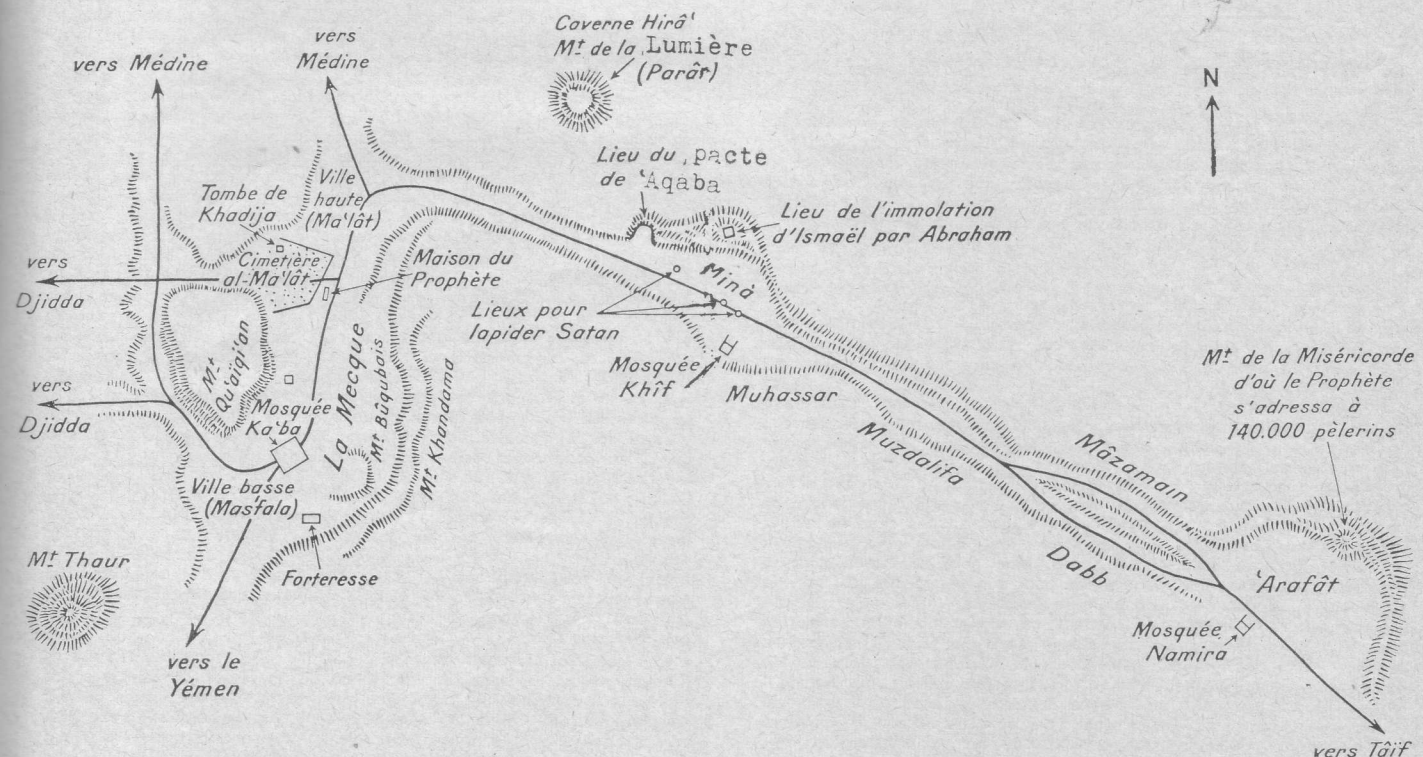 Caverne Hirâ'
Mt de la Lumière
(Parâr)
vers
Médine
vers Médine
N
Lieu du pacte
de 'Aqaba
Ville
haute
(Ma'lât)
Tombe de
Khadija
Lieu de l'immolation
d'Ismaël par Abraham
Cimetière
al-Ma'lât
Maison du
Prophète
vers
Djidda
Minà
Lieux pour
lapider Satan
Mt
Qu'aiqi'an
La Mecque
Mt Bûqubais
Mt Khandama
Mosquée
Khîf
Muhassar
Mt de la Miséricorde
d'où le Prophète
s'adressa à
140.000 pèlerins
vers
Djidda
Mosquée
Ka'ba
Muzdalifa
Mâzamain
Ville basse
(Masfala)
Forteresse
Mt Thaur
Dabb
'Arafât
Mosquée
Namira
vers le
Yémen
vers Tâïf